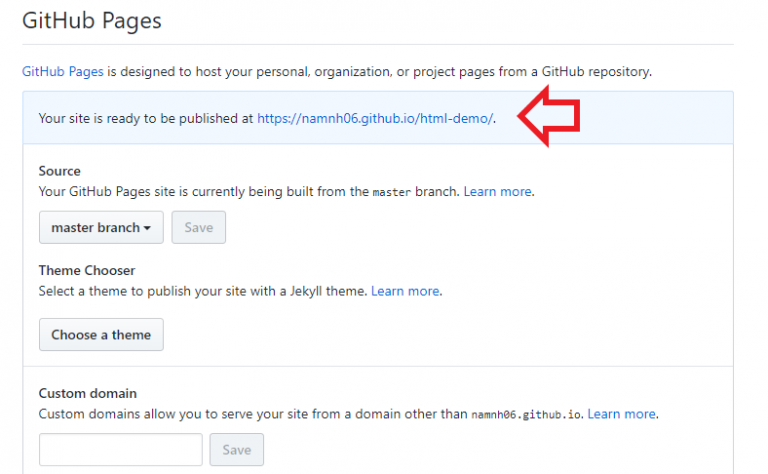 GitHub Pages
GitHub Pages is designed to host your personal, organization, or project pages from a GitHub repository.
Your site is ready to be published at https://namnh06.github.io/html-demo/.
Source
Your GitHub Pages site is currently being built from the master branch. Learn more.
master branch
Save
Theme Chooser
Select a theme to publish your site with a Jekyll theme. Learn more.
Choose a theme
Custom domain
Custom domains allow you to serve your site from a domain other than namnh06.github.io. Learn more.
Save